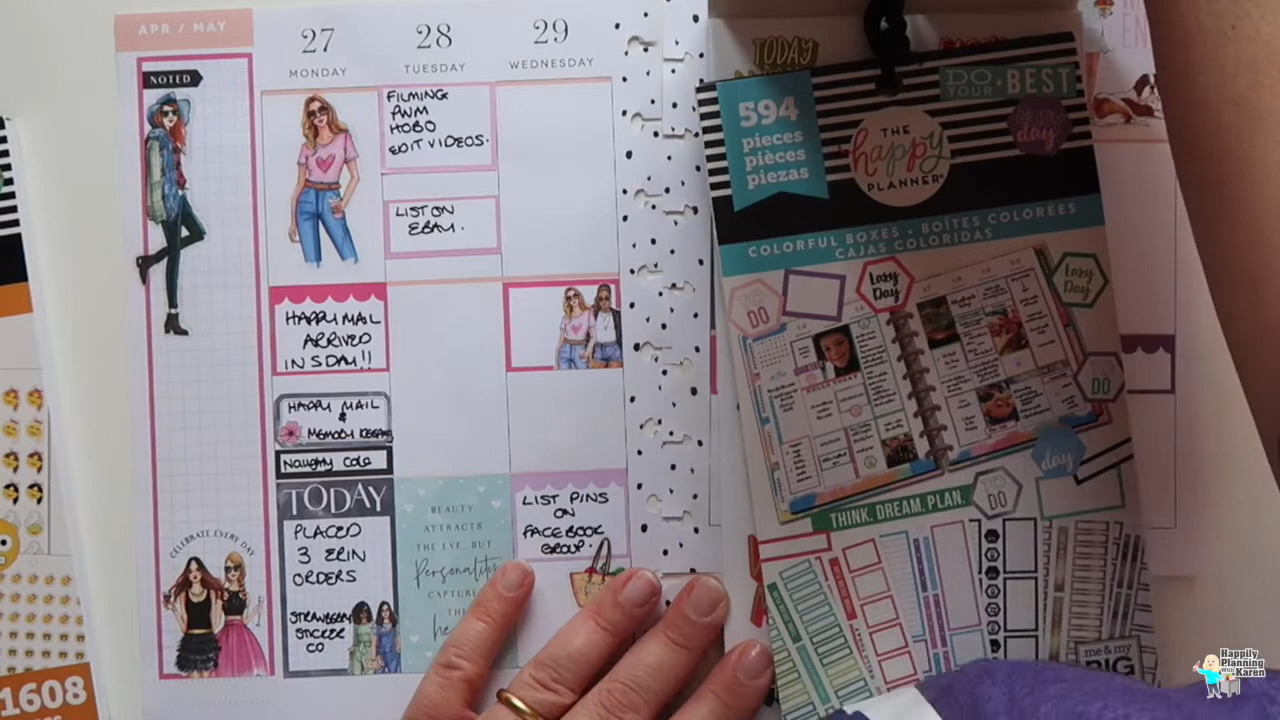 APR / MAY
27
MONDAY
28
TUESDAY
29
WEDNESDAY
NOTED
CELEBRATE EVERY DAY
HAPPY MAIL
ARRIVED
IN 5 DAY!!
HAPPY MAIL
&
MEMORY KEEPING
Naughty Cole
TODAY
PLACED
3 ERIN
ORDERS
STRAWBERRY
STICKER
CO
FILMING
PWM
HOBO
EDIT VIDEOS.
LIST ON
EBAY.
BEAUTY
ATTRACTS
THE EYE, BUT
Personality
CAPTURES
THE
LIST PINS
ON
FACEBOOK
GROUP.
TODAY
594
pieces
pièces
piezas
DO YOUR BEST
THE
happy
PLANNER
day
COLORFUL BOXES • BOÎTES COLORÉES
CAJAS COLORIDAS
TO DO
Lazy
Day
Lazy
Day
TO DO
day
TO DO
THINK. DREAM. PLAN.
me & my
BIG
1608
Happily
Planning
With
Karen